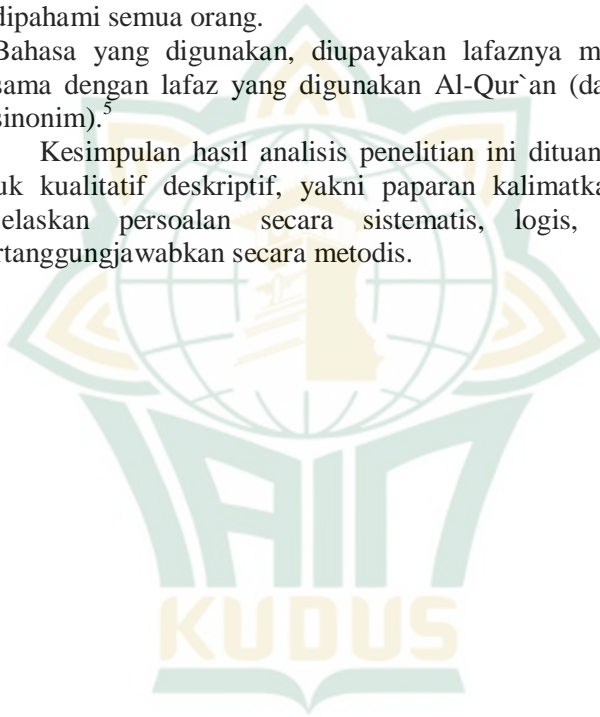 dipahami semua orang.
Bahasa yang digunakan, diupayakan lafaznya m
sama dengan lafaz yang digunakan Al-Qur`an (da
sinonim).⁵
Kesimpulan hasil analisis penelitian ini dituan
uk kualitatif deskriptif, yakni paparan kalimatka
elaskan persoalan secara sistematis, logis,
rtanggungjawabkan secara metodis.
IAIN
KUDUS